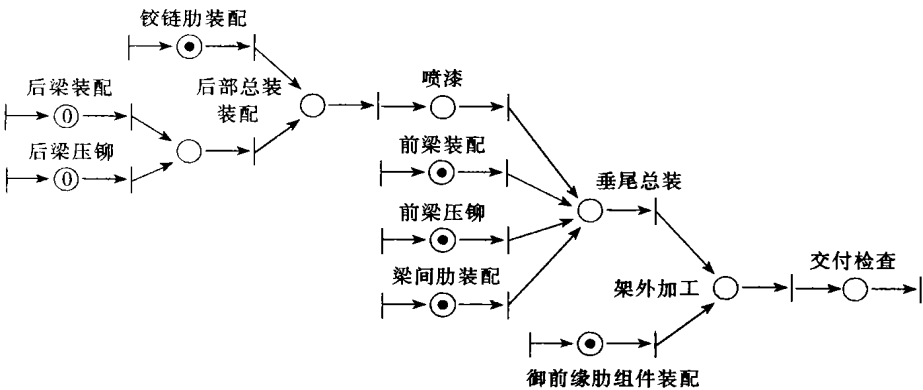 铰链肋装配
后梁装配
0
后部总装
装配
后梁压铆
0
喷漆
前梁装配
前梁压铆
梁间肋装配
垂尾总装
架外加工
交付检查
御前缘肋组件装配